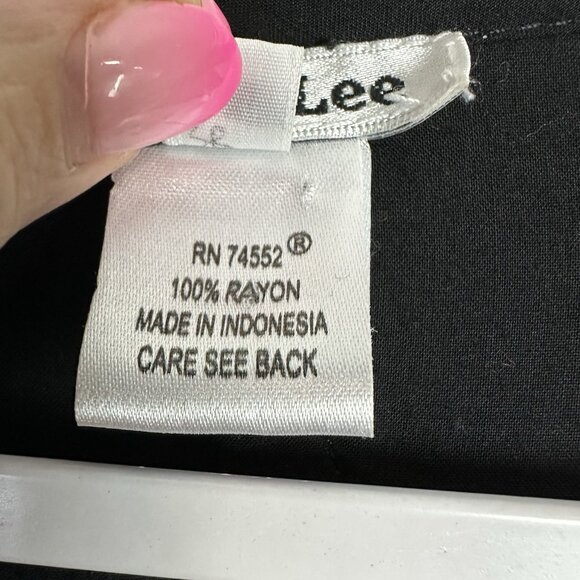 Lee
RN 74552®
100% RAYON
MADE IN INDONESIA
CARE SEE BACK